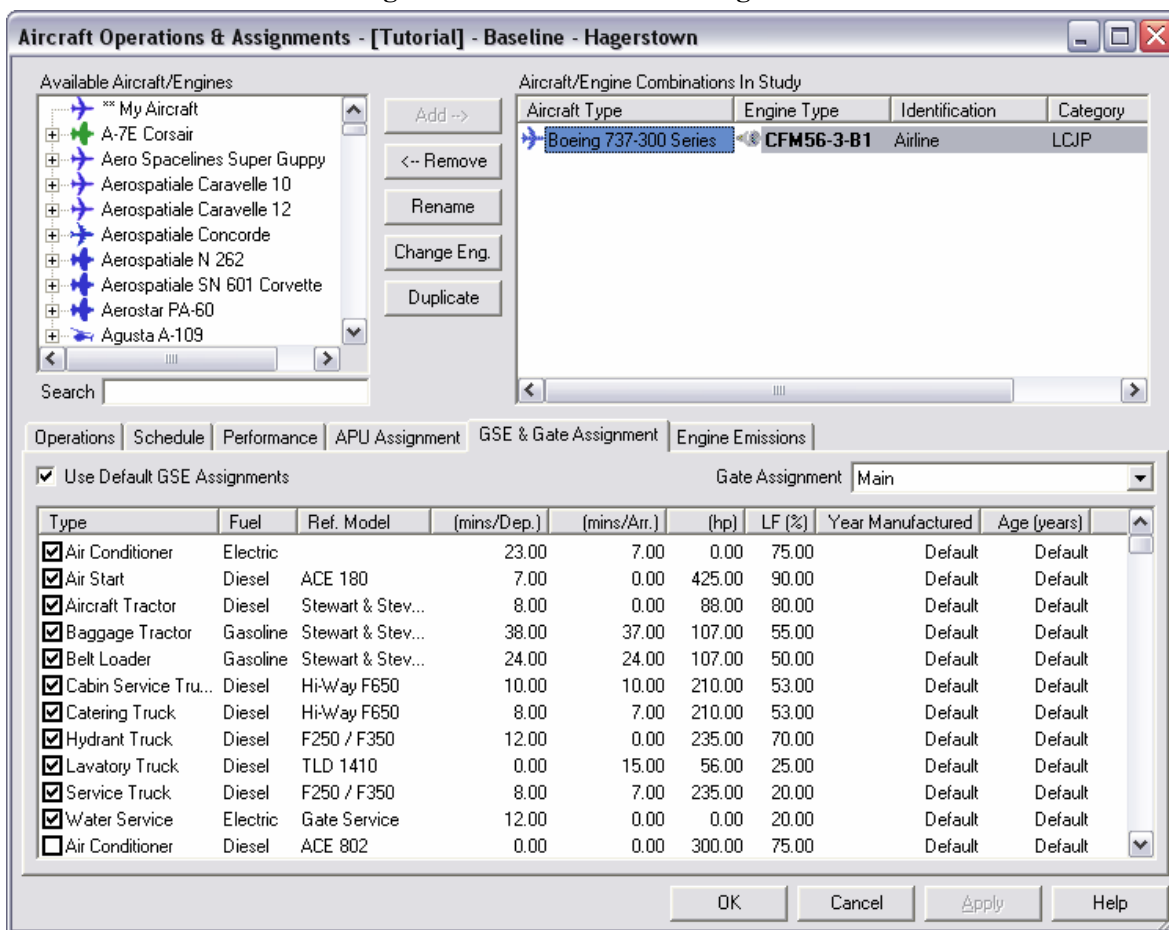 Aircraft Operations & Assignments - [Tutorial] - Baseline - Hagerstown
Available Aircraft/Engines
** My Aircraft
A-7E Corsair
Aero Spacelines Super Guppy
Aerospatiale Caravelle 10
Aerospatiale Caravelle 12
Aerospatiale Concorde
Aerospatiale N 262
Aerospatiale SN 601 Corvette
Aerostar PA-60
Agusta A-109
Search
Add -->
<-- Remove
Rename
Change Eng.
Duplicate
Aircraft/Engine Combinations In Study
Aircraft Type Engine Type Identification Category
Boeing 737-300 Series CFM56-3-B1 Airline LCJP
Operations Schedule Performance APU Assignment GSE & Gate Assignment Engine Emissions
Use Default GSE Assignments Gate Assignment Main
Type Fuel Ref. Model (mins/Dep.) (mins/Arr.) (hp) LF (%) Year Manufactured Age (years)
Air Conditioner Electric 23.00 7.00 0.00 75.00 Default Default
Air Start Diesel ACE 180 7.00 0.00 425.00 90.00 Default Default
Aircraft Tractor Diesel Stewart & Stev... 8.00 0.00 88.00 80.00 Default Default
Baggage Tractor Gasoline Stewart & Stev... 38.00 37.00 107.00 55.00 Default Default
Belt Loader Gasoline Stewart & Stev... 24.00 24.00 107.00 50.00 Default Default
Cabin Service Tru... Diesel Hi-Way F650 10.00 10.00 210.00 53.00 Default Default
Catering Truck Diesel Hi-Way F650 8.00 7.00 210.00 53.00 Default Default
Hydrant Truck Diesel F250 / F350 12.00 0.00 235.00 70.00 Default Default
Lavatory Truck Diesel TLD 1410 0.00 15.00 56.00 25.00 Default Default
Service Truck Diesel F250 / F350 8.00 7.00 235.00 20.00 Default Default
Water Service Electric Gate Service 12.00 0.00 0.00 20.00 Default Default
Air Conditioner Diesel ACE 802 0.00 0.00 300.00 75.00 Default Default
OK Cancel Apply Help